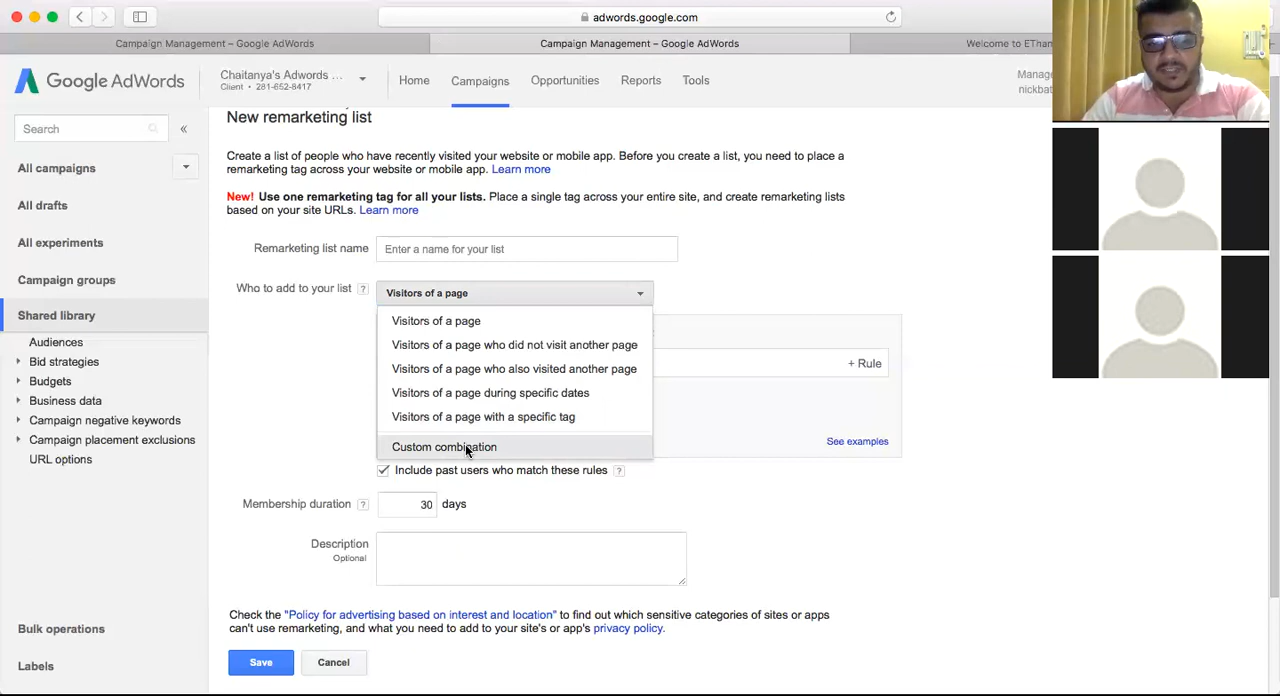 adwords.google.com
Campaign Management – Google AdWords
Campaign Management – Google AdWords
Welcome to EThan
Google AdWords
Chaitanya's Adwords ...
Client • 281-652-8417
Home
Campaigns
Opportunities
Reports
Tools
Search
«
All campaigns
All drafts
All experiments
Campaign groups
Shared library
Audiences
Bid strategies
Budgets
Business data
Campaign negative keywords
Campaign placement exclusions
URL options
Bulk operations
Labels
New remarketing list
Create a list of people who have recently visited your website or mobile app. Before you create a list, you need to place a
remarketing tag across your website or mobile app. Learn more
New! Use one remarketing tag for all your lists. Place a single tag across your entire site, and create remarketing lists
based on your site URLs. Learn more
Remarketing list name
Enter a name for your list
Who to add to your list ?
Visitors of a page
Visitors of a page
Visitors of a page who did not visit another page
Visitors of a page who also visited another page
Visitors of a page during specific dates
Visitors of a page with a specific tag
Custom combination
+ Rule
See examples
Include past users who match these rules ?
Membership duration ? 30 days
Description
Optional
Check the "Policy for advertising based on interest and location" to find out which sensitive categories of sites or apps
can't use remarketing, and what you need to add to your site's or app's privacy policy.
Save
Cancel